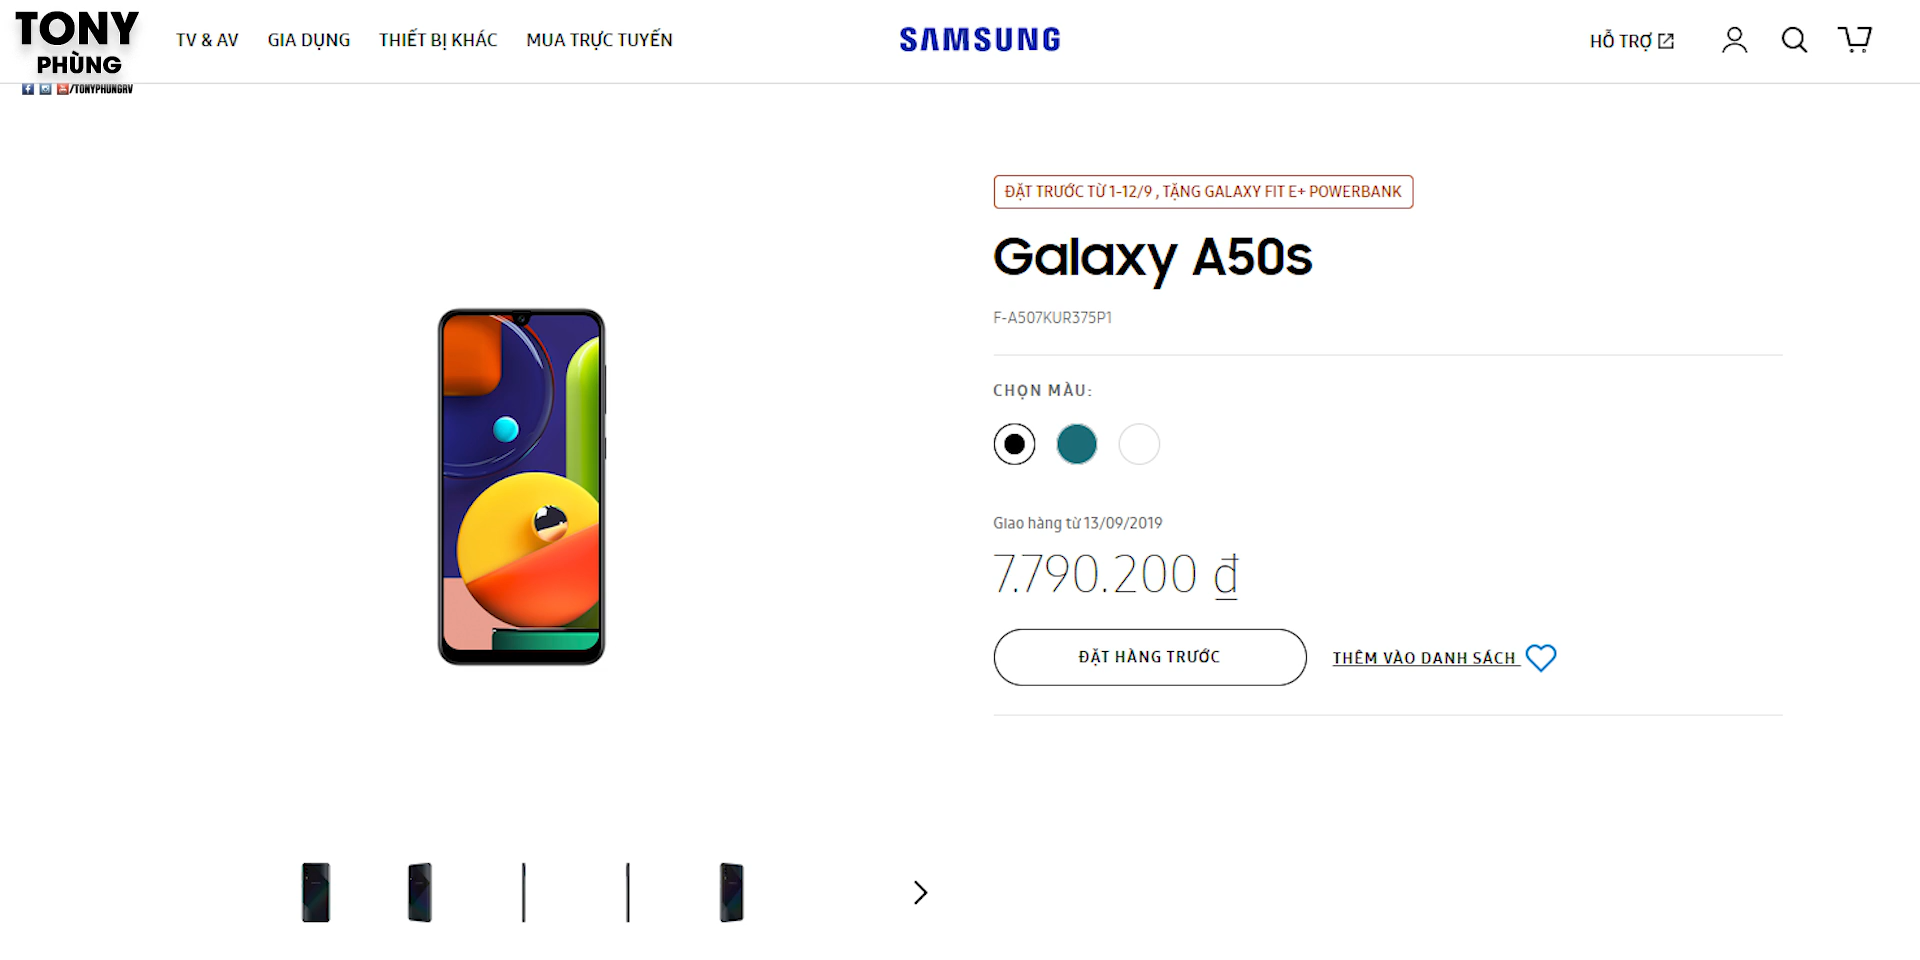 TONY
PHÙNG
/TONYPHUNGRV
TV & AV GIA DỤNG THIẾT BỊ KHÁC MUA TRỰC TUYẾN
SAMSUNG
HỖ TRỢ
ĐẶT TRƯỚC TỪ 1-12/9 , TẶNG GALAXY FIT E+ POWERBANK
Galaxy A50s
F-A507KUR375P1
CHỌN MÀU:
Giao hàng từ 13/09/2019
7.790.200 ₫
ĐẶT HÀNG TRƯỚC
THÊM VÀO DANH SÁCH